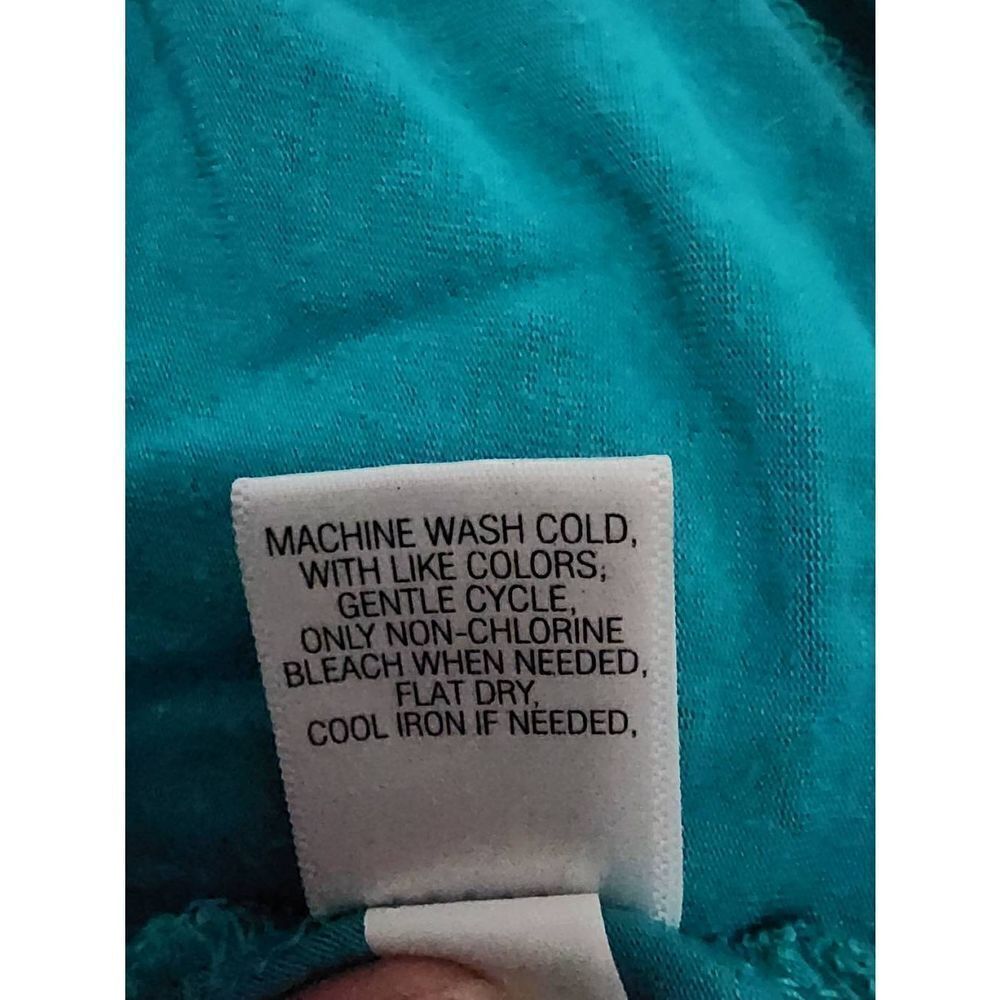 MACHINE WASH COLD,
WITH LIKE COLORS;
GENTLE CYCLE,
ONLY NON-CHLORINE
BLEACH WHEN NEEDED,
FLAT DRY,
COOL IRON IF NEEDED,